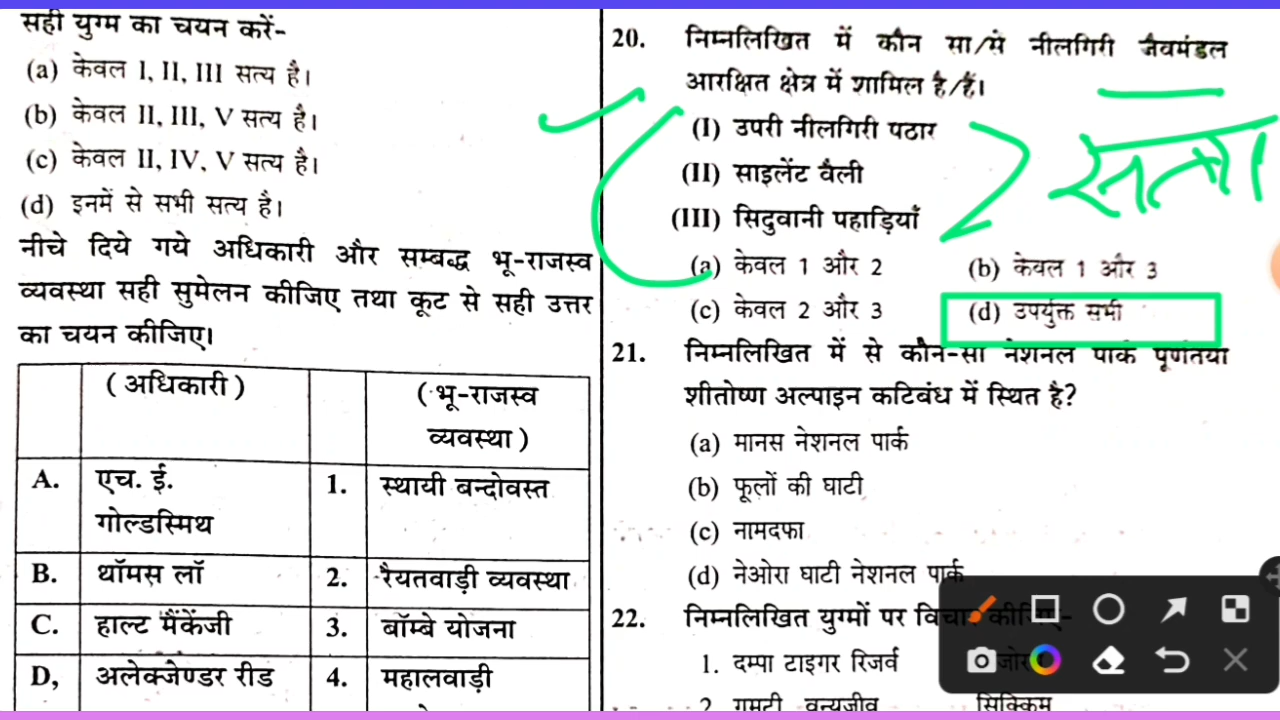 सही युग्म का चयन करें-
(a) केवल I, II, III सत्य है।
(b) केवल II, III, V सत्य है।
(c) केवल II, IV, V सत्य है।
(d) इनमें से सभी सत्य है।
नीचे दिये गये अधिकारी और सम्बद्ध भू-राजस्व
व्यवस्था सही सुमेलन कीजिए तथा कूट से सही उत्तर
का चयन कीजिए।
(अधिकारी) (भू-राजस्व
व्यवस्था)
A. एच. ई. 1. स्थायी बन्दोवस्त
गोल्डस्मिथ
B. थॉमस लॉ 2. रैयतवाड़ी व्यवस्था
C. हाल्ट मैंकेंजी 3. बॉम्बे योजना
D, अलेक्जेण्डर रीड 4. महालवाड़ी
20. निम्नलिखित में कौन सा/से नीलगिरी जैवमंडल
आरक्षित क्षेत्र में शामिल है/हैं।
(I) उपरी नीलगिरी पठार
(II) साइलेंट वैली
(III) सिदुवानी पहाड़ियाँ
(a) केवल 1 और 2 (b) केवल 1 और 3
(c) केवल 2 और 3 (d) उपर्युक्त सभी
21. निम्नलिखित में से कौन-सा नेशनल पार्क पूर्णतया
शीतोष्ण अल्पाइन कटिबंध में स्थित है?
(a) मानस नेशनल पार्क
(b) फूलों की घाटी
(c) नामदफा
(d) नेओरा घाटी नेशनल पार्क
22. निम्नलिखित युग्मों पर विचार कीजिए-
1. दम्पा टाइगर रिजर्व
2. गुमटी वन्यजीव सिक्किम